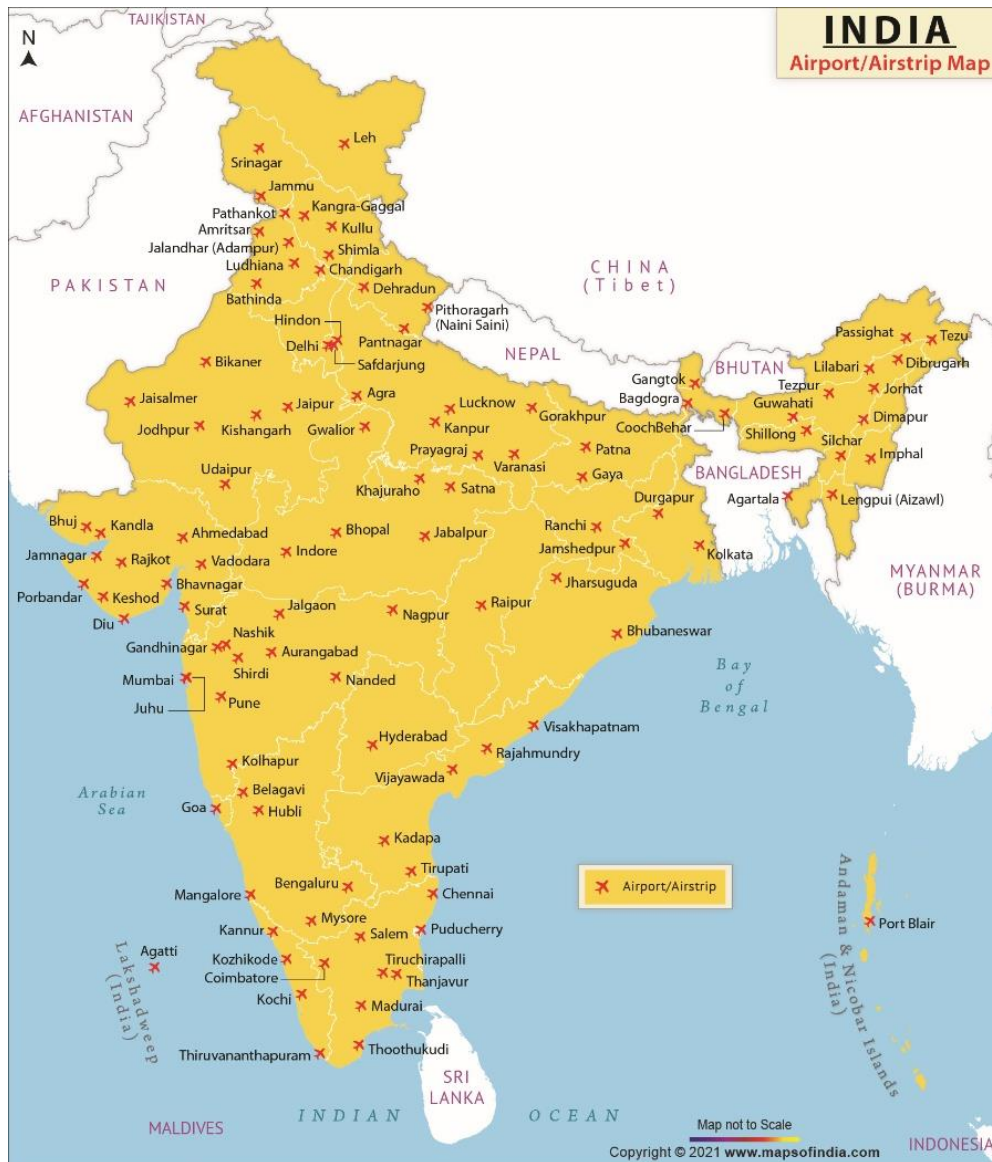 INDIA
Airport/Airstrip Map
N
TAJIKISTAN
AFGHANISTAN
Leh
Srinagar
Jammu
Pathankot
Kangra-Gaggal
Amritsar
Kullu
Jalandhar (Adampur)
Shimla
Ludhiana
Chandigarh
CHINA
(Tibet)
PAKISTAN
Bathinda
Dehradun
Pithoragarh
(Naini Saini)
Hindon
Pantnagar
Delhi
Safdarjung
NEPAL
Passighat
Tezu
Bikaner
BHUTAN
Lilabari
Dibrugarh
Gangtok
Tezpur
Jorhat
Bagdogra
Guwahati
Jaisalmer
Jaipur
Agra
Lucknow
Gorakhpur
CoochBehar
Dimapur
Jodhpur
Kishangarh
Gwalior
Kanpur
Shillong
Silchar
Prayagraj
Varanasi
Patna
Imphal
Udaipur
Khajuraho
Satna
Gaya
BANGLADESH
Durgapur
Agartala
Lengpui (Aizawl)
Bhuj
Kandla
Ahmedabad
Bhopal
Jabalpur
Ranchi
Jamnagar
Rajkot
Vadodara
Indore
Jamshedpur
Kolkata
MYANMAR
(BURMA)
Porbandar
Keshod
Bhavnagar
Jharsuguda
Diu
Surat
Jalgaon
Nagpur
Raipur
Bhubaneswar
Gandhinagar
Nashik
Aurangabad
Shirdi
Mumbai
Nanded
Juhu
Pune
Bay
of
Bengal
Visakhapatnam
Hyderabad
Rajahmundry
Kolhapur
Vijayawada
Arabian
Sea
Belagavi
Goa
Hubli
Kadapa
Tirupati
Bengaluru
Chennai
Airport/Airstrip
Mangalore
Mysore
Kannur
Salem
Puducherry
Port Blair
Andaman & Nicobar Islands
(India)
Agatti
Lakshadweep
(India)
Kozhikode
Coimbatore
Tiruchirapalli
Thanjavur
Kochi
Madurai
Thiruvananthapuram
Thoothukudi
SRI
LANKA
INDIAN OCEAN
MALDIVES
INDONESIA
Map not to Scale
Copyright © 2021 www.mapsofindia.com